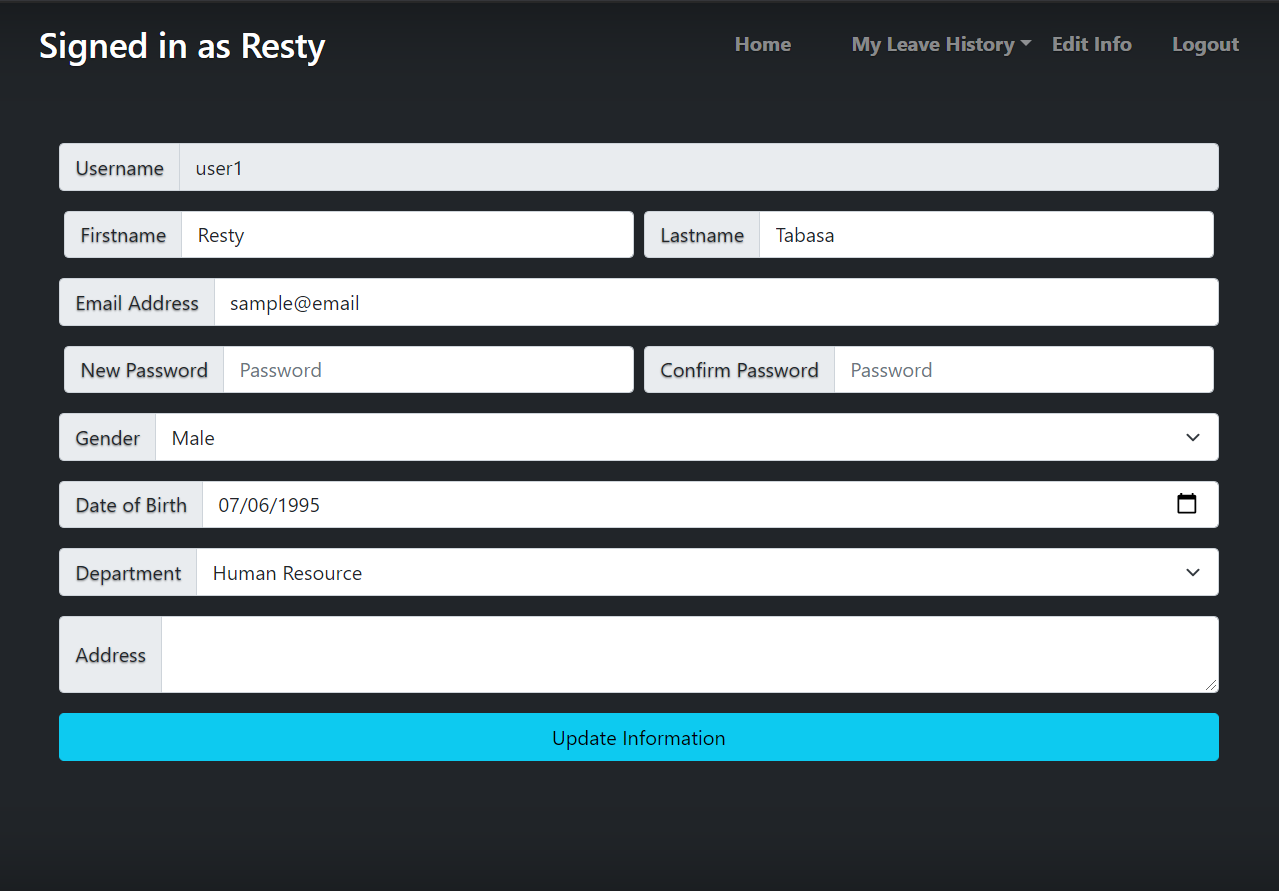 Signed in as Resty Home My Leave History Edit Info Logout
Username user1
Firstname Resty Lastname Tabasa
Email Address sample@email
New Password Password Confirm Password Password
Gender Male
Date of Birth 07/06/1995
Department Human Resource
Address
Update Information